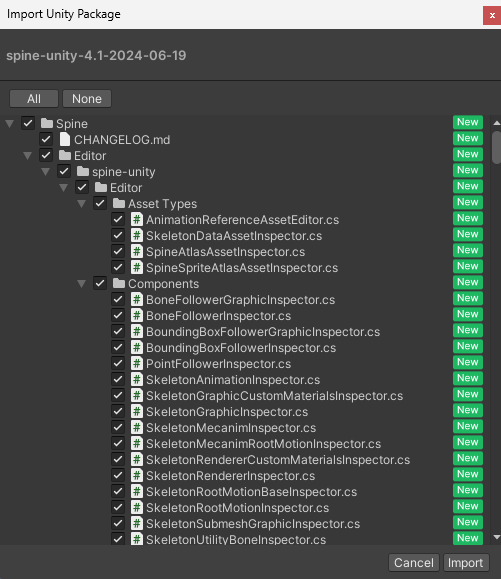 Import Unity Package
x
spine-unity-4.1-2024-06-19
All None
Spine New
CHANGELOG.md New
Editor New
spine-unity New
Editor New
Asset Types New
# AnimationReferenceAssetEditor.cs New
# SkeletonDataAssetInspector.cs New
# SpineAtlasAssetInspector.cs New
# SpineSpriteAtlasAssetInspector.cs New
Components New
# BoneFollowerGraphicInspector.cs New
# BoneFollowerInspector.cs New
# BoundingBoxFollowerGraphicInspector.cs New
# BoundingBoxFollowerInspector.cs New
# PointFollowerInspector.cs New
# SkeletonAnimationInspector.cs New
# SkeletonGraphicCustomMaterialsInspector.cs New
# SkeletonGraphicInspector.cs New
# SkeletonMecanimInspector.cs New
# SkeletonMecanimRootMotionInspector.cs New
# SkeletonRendererCustomMaterialsInspector.cs New
# SkeletonRendererInspector.cs New
# SkeletonRootMotionBaseInspector.cs New
# SkeletonRootMotionInspector.cs New
# SkeletonSubmeshGraphicInspector.cs New
# SkeletonUtilityBoneInspector.cs New
Cancel Import